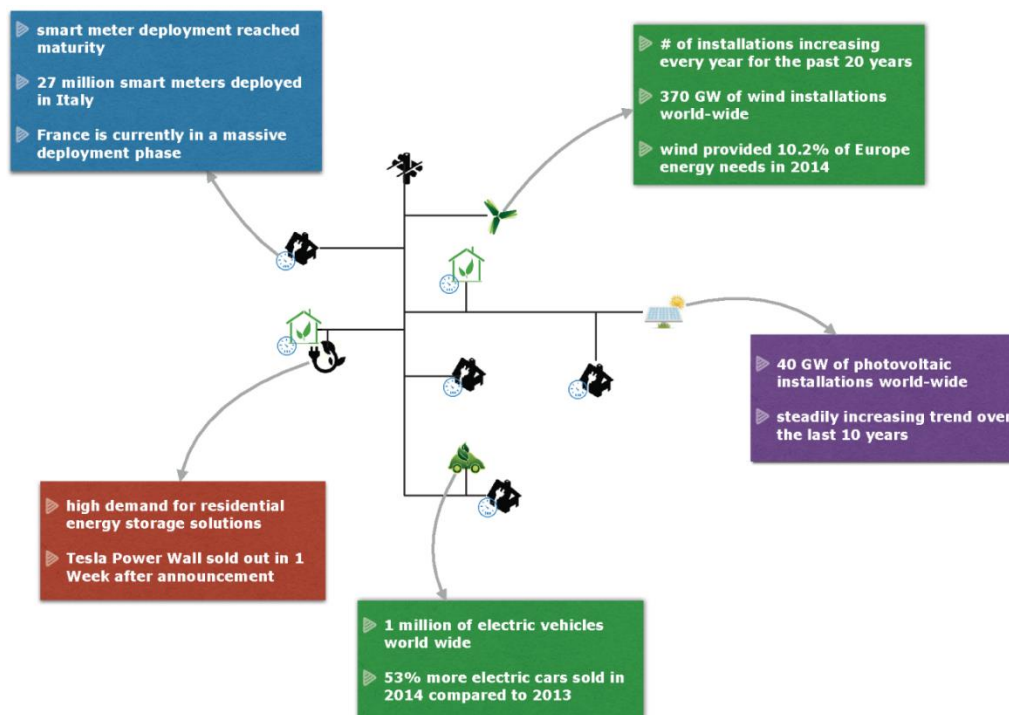 smart meter deployment reached
maturity
27 million smart meters deployed
in Italy
France is currently in a massive
deployment phase
# of installations increasing
every year for the past 20 years
370 GW of wind installations
world-wide
wind provided 10.2% of Europe
energy needs in 2014
40 GW of photovoltaic
installations world-wide
steadily increasing trend over
the last 10 years
high demand for residential
energy storage solutions
Tesla Power Wall sold out in 1
Week after announcement
1 million of electric vehicles
world wide
53% more electric cars sold in
2014 compared to 2013